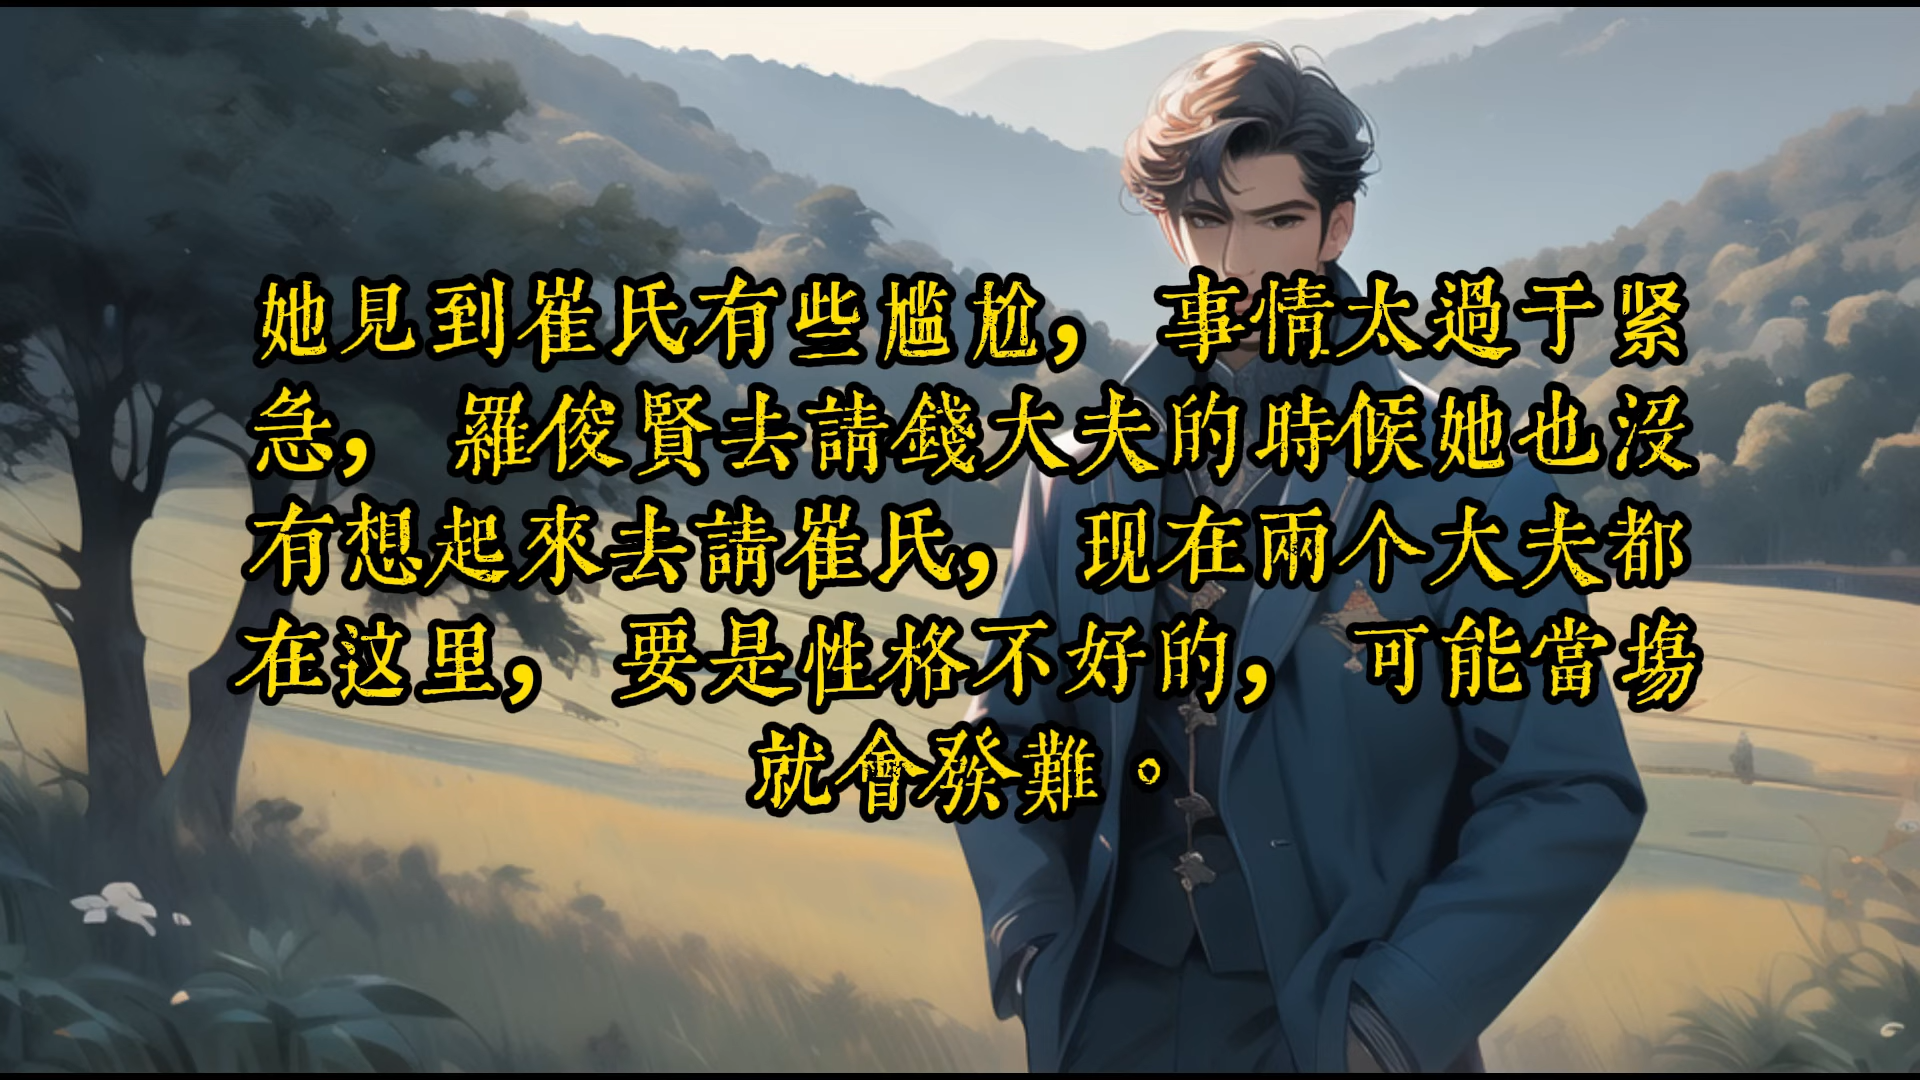 她見到崔氏有些尴尬，事情太過于紧
急，羅俊賢去請錢大夫的時候她也没
有想起來去請崔氏，现在兩个大夫都
在这里，要是性格不好的，可能當場
就會發難。